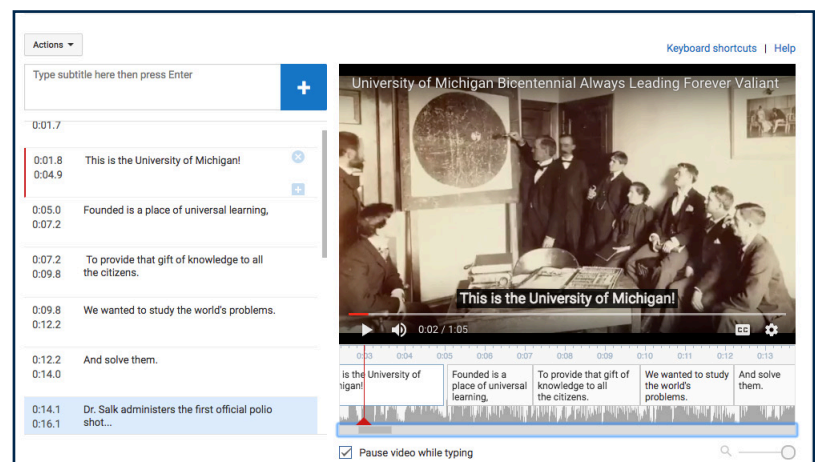 Actions
Keyboard shortcuts | Help
Type subtitle here then press Enter
+
0:01.7
0:01.8 This is the University of Michigan!
0:04.9
0:05.0 Founded is a place of universal learning,
0:07.2
0:07.2 To provide that gift of knowledge to all
0:09.8 the citizens.
0:09.8 We wanted to study the world's problems.
0:12.2
0:12.2 And solve them.
0:14.0
0:14.1 Dr. Salk administers the first official polio
0:16.1 shot...
University of Michigan Bicentennial Always Leading Forever Valiant
This is the University of Michigan!
0:02 / 1:05
CC
0:03 0:04 0:05 0:06 0:07 0:08 0:09 0:10 0:11 0:12 0:13
is the University of
higan!
Founded is a
place of universal
learning,
To provide that gift of
knowledge to all
the citizens.
We wanted to study
the world's
problems.
And solve
them.
Pause video while typing